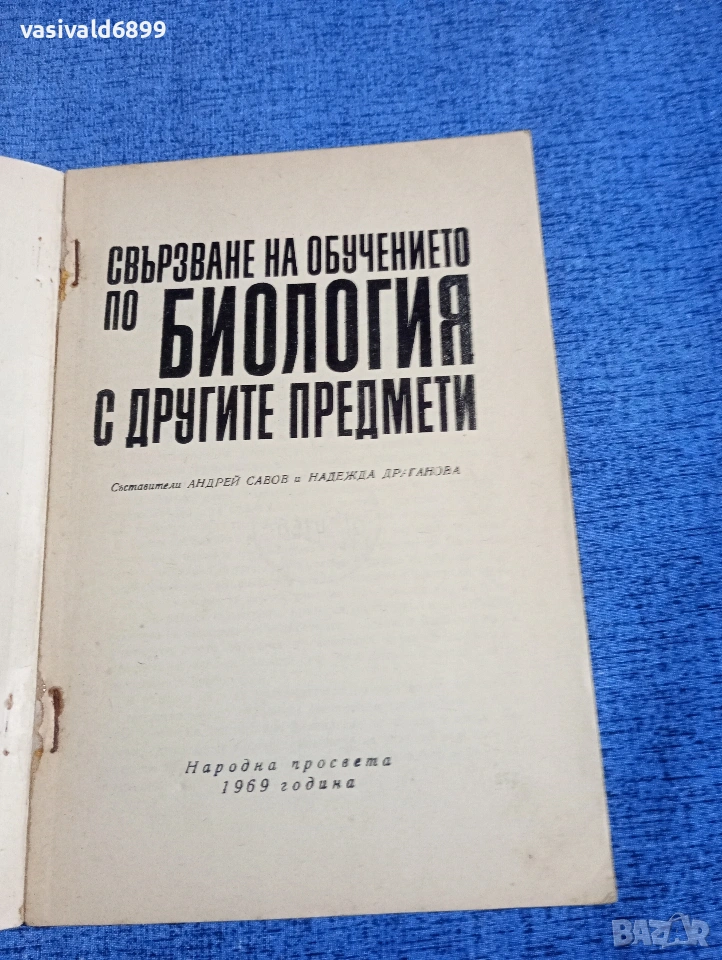 vasivald6899
СВЪРЗВАНЕ НА ОБУЧЕНИЕТО
ПО БИОЛОГИЯ
С ДРУГИТЕ ПРЕДМЕТИ
Съставители АНДРЕЙ САВОВ и НАДЕЖДА ДРАГАНОВА
Народна просвета
1969 година
BAZAR